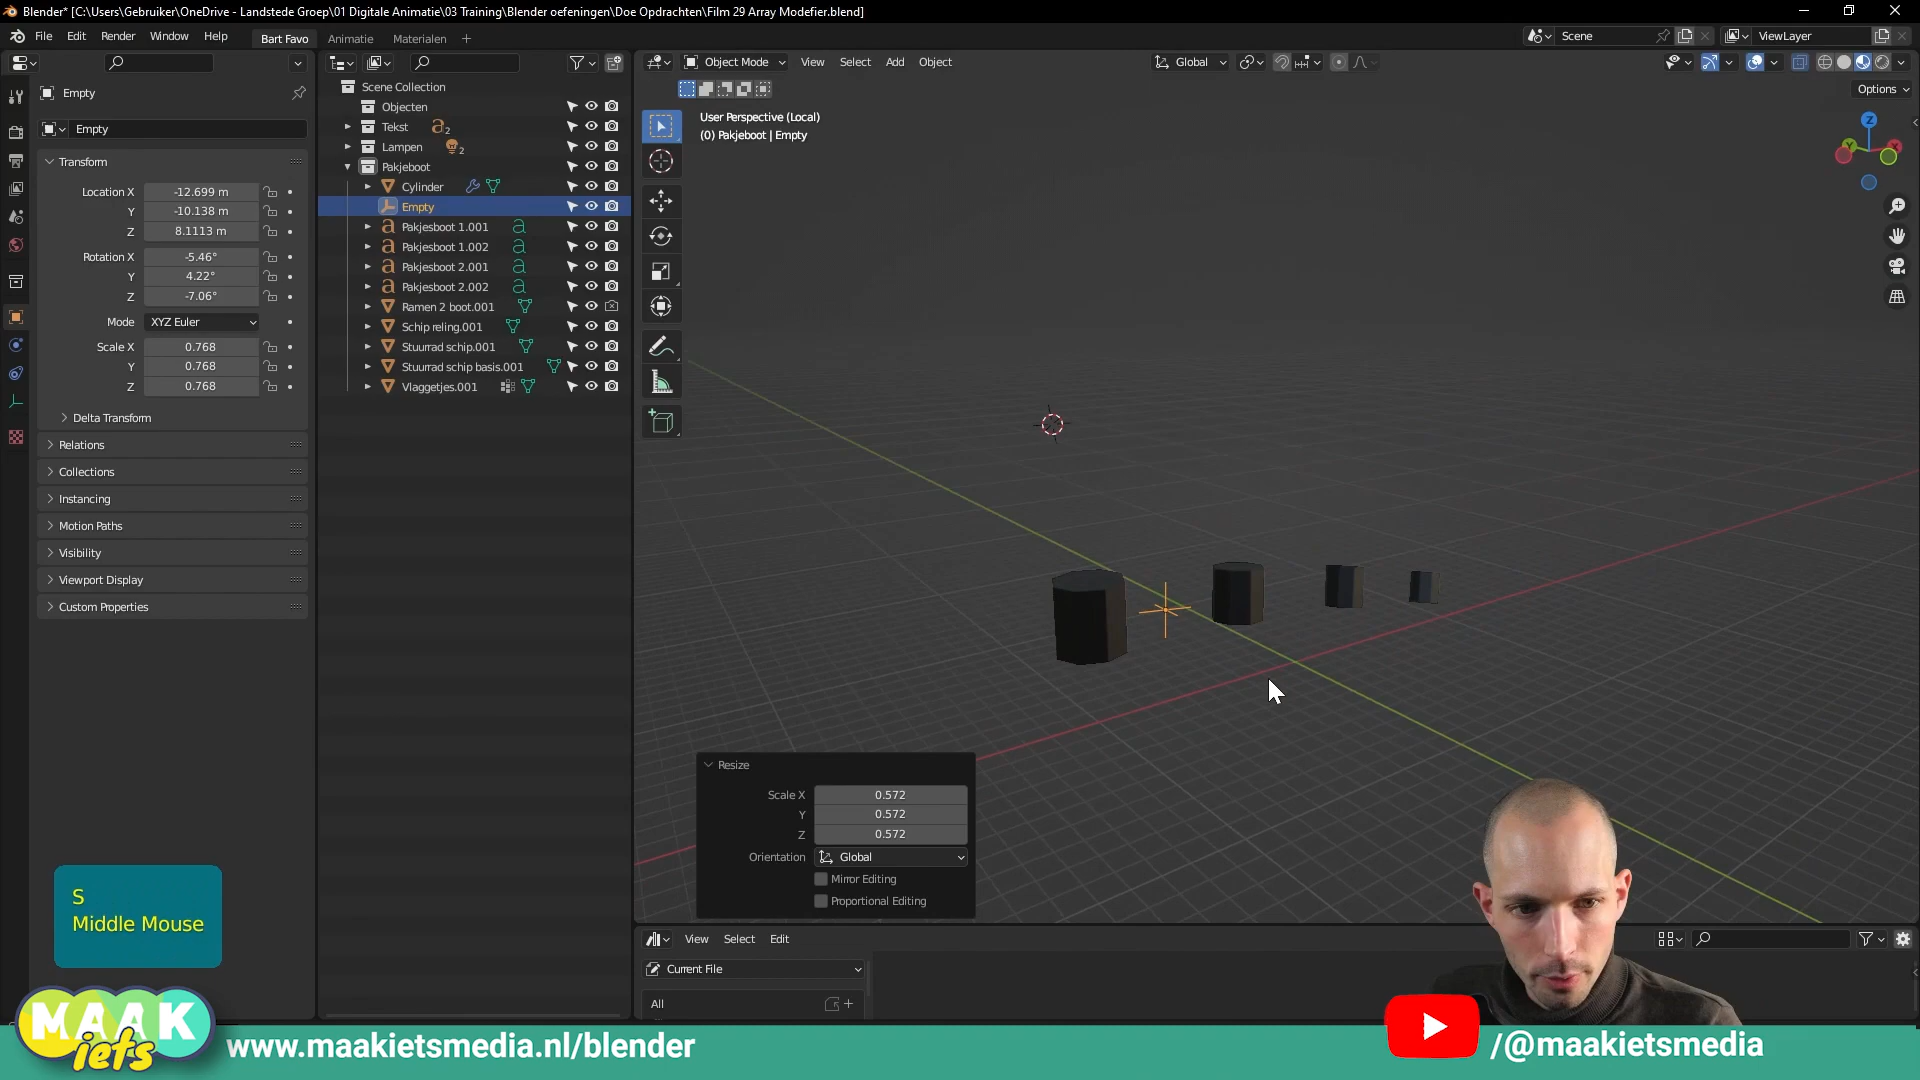 Blender* [C:\Users\Gebruiker\OneDrive - Landstede Groep\01 Digitale Animatie\03 Training\Blender oefeningen\Doe Opdrachten\Film 29 Array Modefier.blend]
File Edit Render Window Help Bart Favo Animatie Materialen + Scene ViewLayer
Object Mode View Select Add Object Global
Options
Empty
Empty
Transform
Location X -12.699 m
Y -10.138 m
Z 8.1113 m
Rotation X -5.46°
Y 4.22°
Z -7.06°
Mode XYZ Euler
Scale X 0.768
Y 0.768
Z 0.768
Delta Transform
Relations
Collections
Instancing
Motion Paths
Visibility
Viewport Display
Custom Properties
Scene Collection
Objecten
Tekst 2
Lampen 2
Pakjeboot
Cylinder
Empty
Pakjesboot 1.001
Pakjesboot 1.002
Pakjesboot 2.001
Pakjesboot 2.002
Ramen 2 boot.001
Schip reling.001
Stuurrad schip.001
Stuurrad schip basis.001
Vlaggetjes.001
User Perspective (Local)
(0) Pakjeboot | Empty
Z
Y
X
Resize
Scale X 0.572
Y 0.572
Z 0.572
Orientation Global
Mirror Editing
Proportional Editing
View Select Edit
Current File
All
S
Middle Mouse
MAAK
iets
www.maakietsmedia.nl/blender
/@maakietsmedia